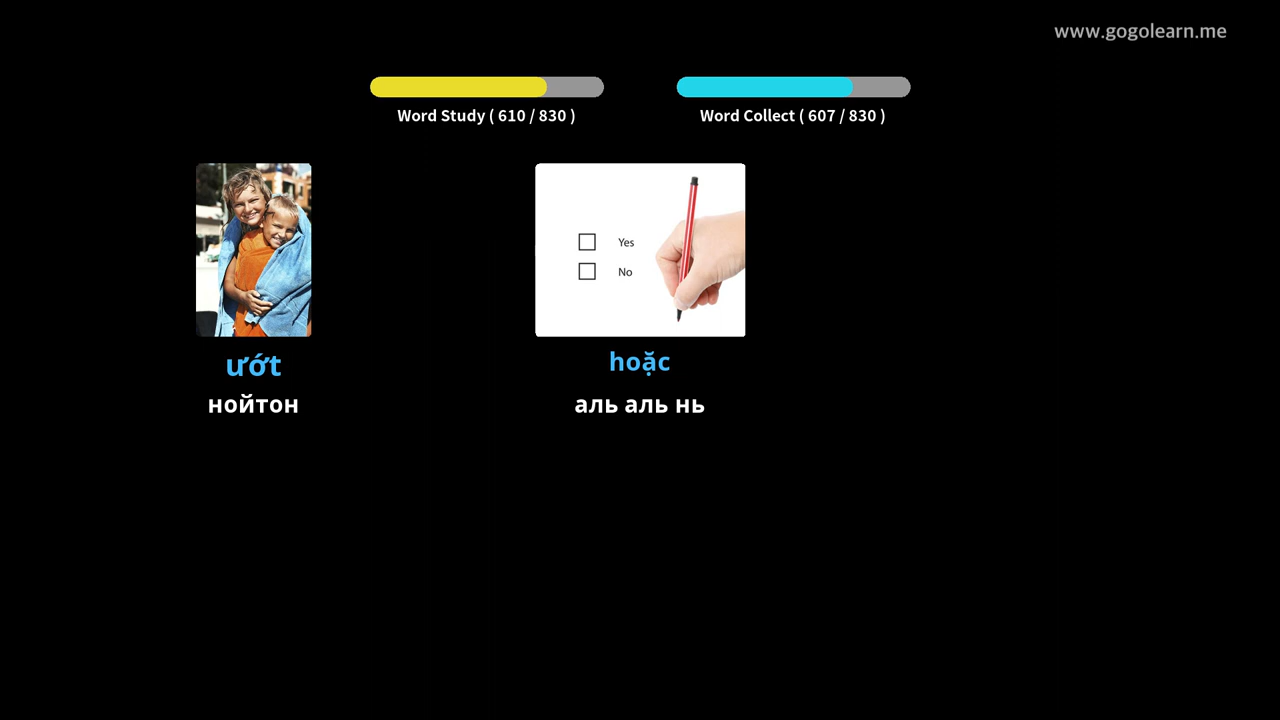 www.gogolearn.me
Word Study ( 610 / 830 )
Word Collect ( 607 / 830 )
Yes
No
ướt
нойтон
hoặc
аль аль нь